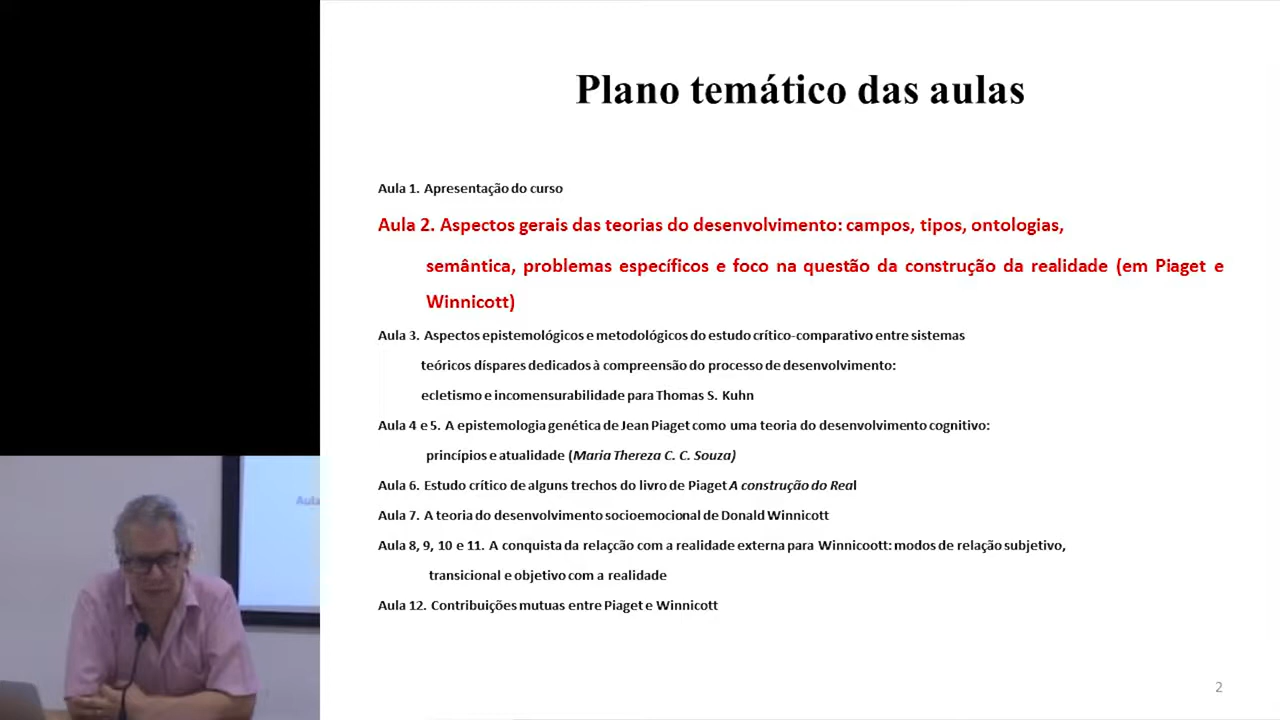 Plano temático das aulas
Aula 1. Apresentação do curso
Aula 2. Aspectos gerais das teorias do desenvolvimento: campos, tipos, ontologias,
semântica, problemas específicos e foco na questão da construção da realidade (em Piaget e
Winnicott)
Aula 3. Aspectos epistemológicos e metodológicos do estudo crítico-comparativo entre sistemas
teóricos díspares dedicados à compreensão do processo de desenvolvimento:
ecletismo e incomensurabilidade para Thomas S. Kuhn
Aula 4 e 5. A epistemologia genética de Jean Piaget como uma teoria do desenvolvimento cognitivo:
princípios e atualidade (Maria Thereza C. C. Souza)
Aula 6. Estudo crítico de alguns trechos do livro de Piaget A construção do Real
Aula 7. A teoria do desenvolvimento socioemocional de Donald Winnicott
Aula 8, 9, 10 e 11. A conquista da relaçcão com a realidade externa para Winnicoott: modos de relação subjetivo,
transicional e objetivo com a realidade
Aula 12. Contribuições mutuas entre Piaget e Winnicott
2
Aula